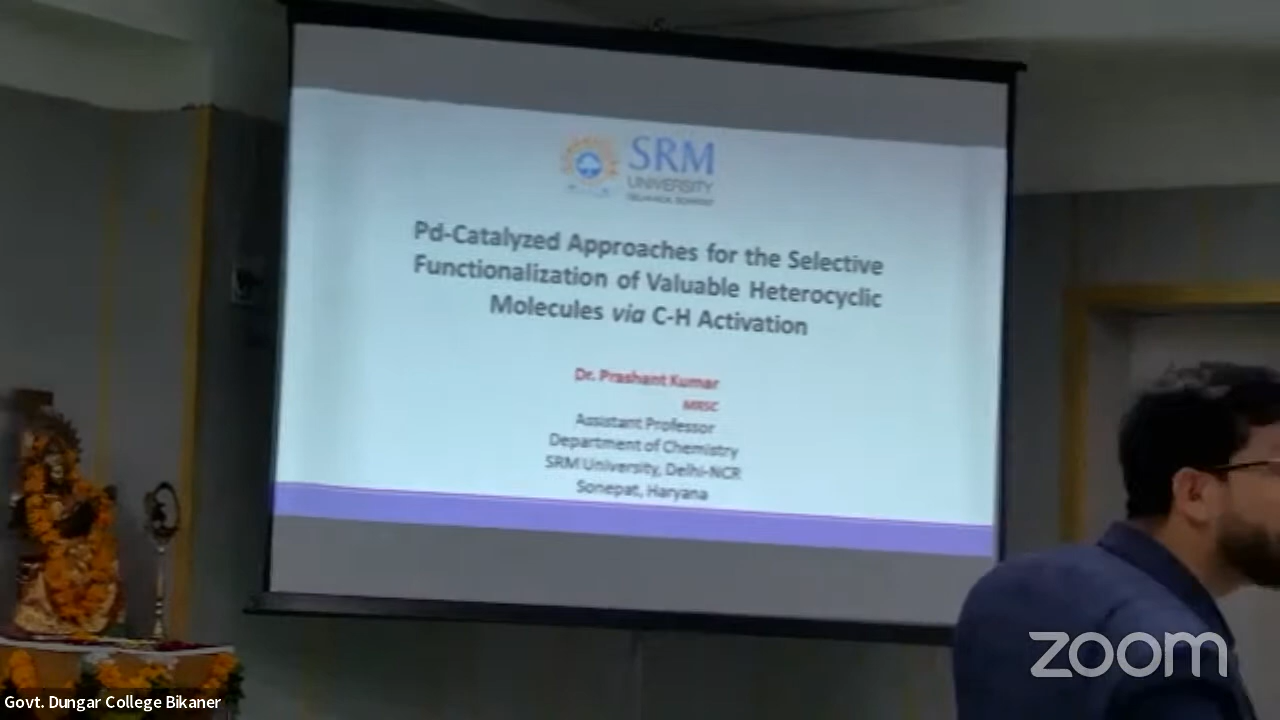 SRM
UNIVERSITY
Pd-Catalyzed Approaches for the Selective
Functionalization of Valuable Heterocyclic
Molecules via C-H Activation
Dr. Prashant Kumar
MRSC
Assistant Professor
Department of Chemistry
SRM University, Delhi-NCR
Sonepat, Haryana
zoom
Govt. Dungar College Bikaner